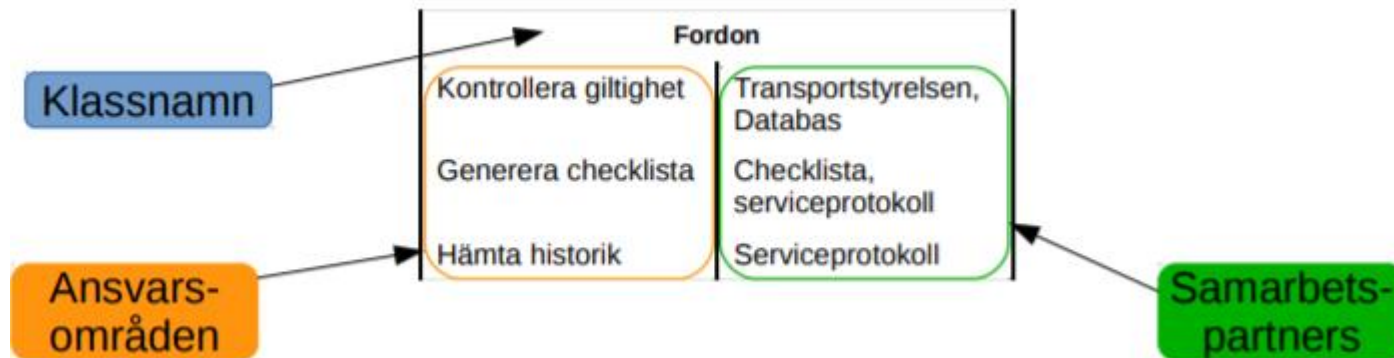 Fordon
Klassnamn
Kontrollera giltighet
Transportstyrelsen,
Databas
Generera checklista
Checklista,
serviceprotokoll
Hämta historik
Serviceprotokoll
Ansvars-
områden
Samarbets-
partners